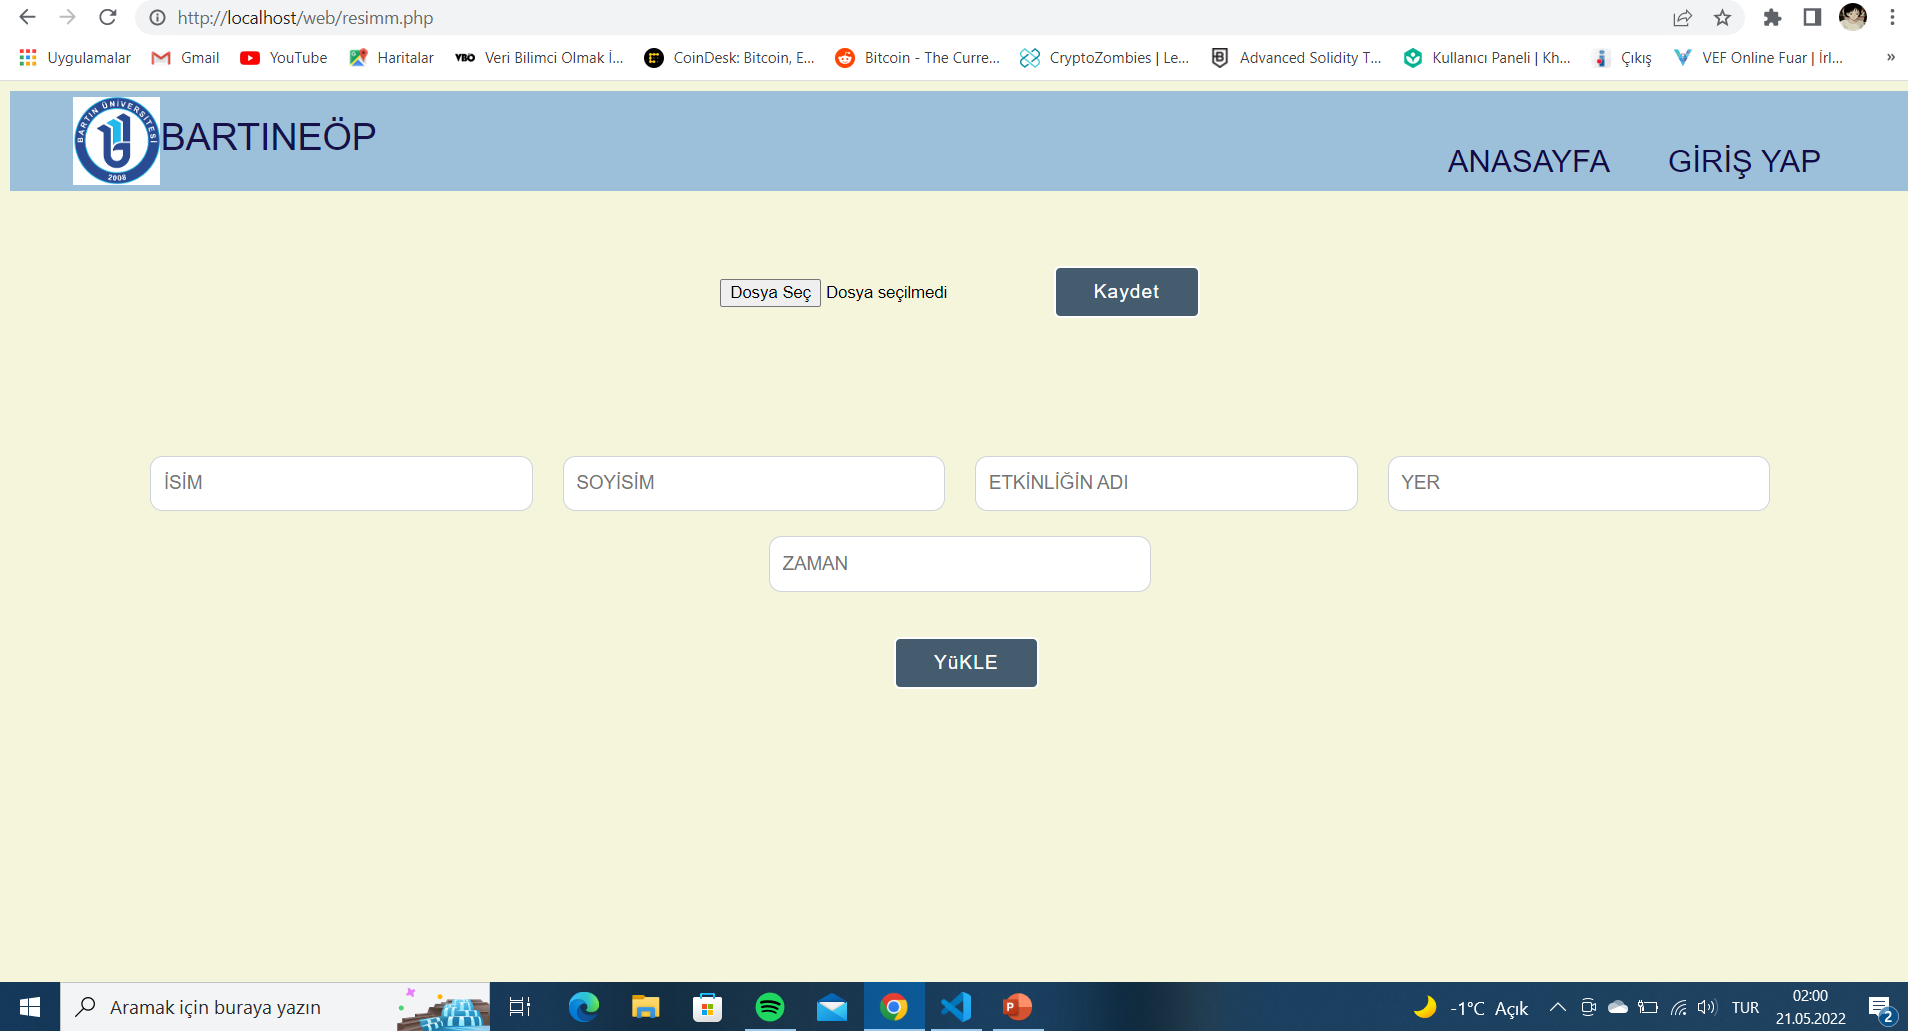 http://localhost/web/resimm.php
Uygulamalar Gmail YouTube Haritalar VBO Veri Bilimci Olmak İ... CoinDesk: Bitcoin, E... Bitcoin - The Curre... CryptoZombies | Le... Advanced Solidity T... Kullanıcı Paneli | Kh... Çıkış VEF Online Fuar | İrl... »
BARTIN ÜNİVERSİTESİ
2008
BARTINEÖP
ANASAYFA GİRİŞ YAP
Dosya Seç Dosya seçilmedi Kaydet
İSİM SOYİSİM ETKİNLİĞİN ADI YER
ZAMAN
YüKLE
Aramak için buraya yazın
-1°C Açık TUR 02:00
21.05.2022
2